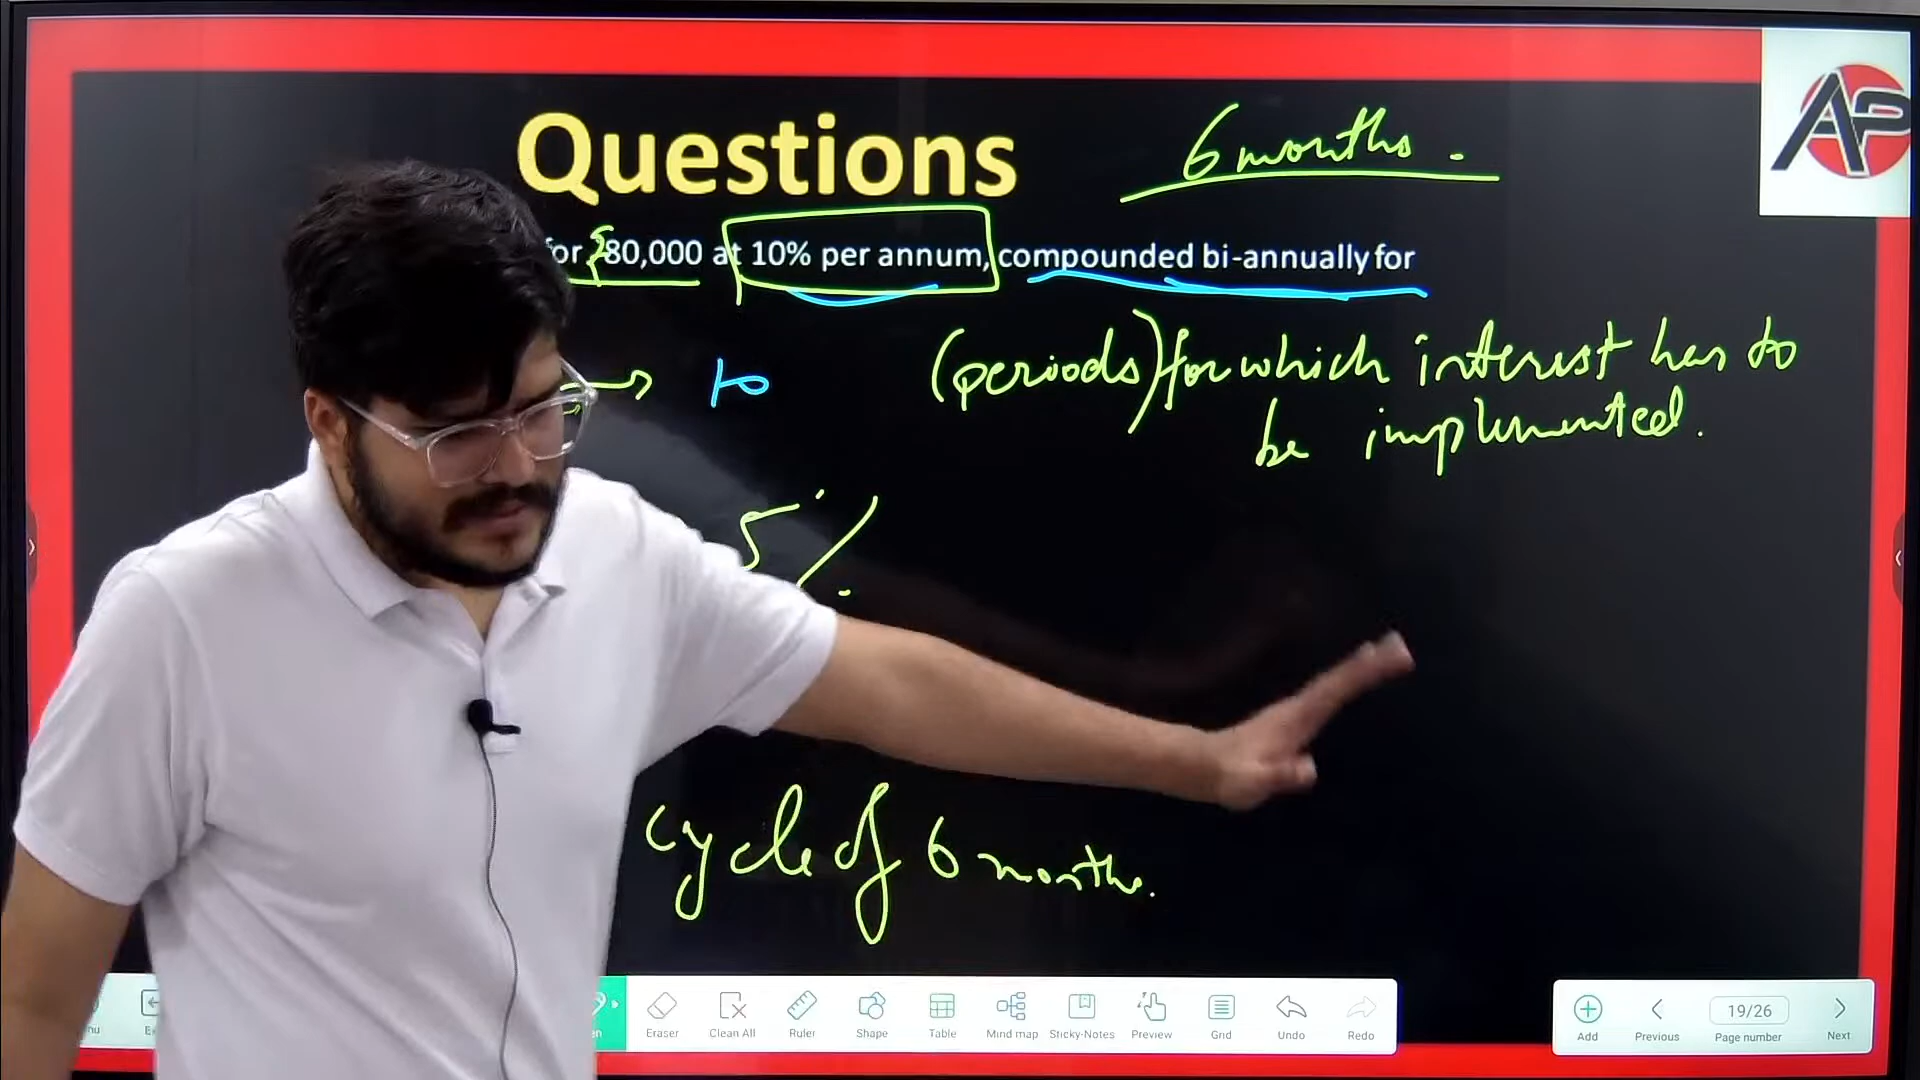 Questions
6 months.
AP
for ₹80,000 at 10% per annum, compounded bi-annually for
(periods) for which interest has to
be implemented.
5%
cycle of 6 months.
Eraser Clean All Ruler Shape Table Mind map Sticky-Notes Preview Grid Undo Redo
Add Previous 19/26 Page number Next